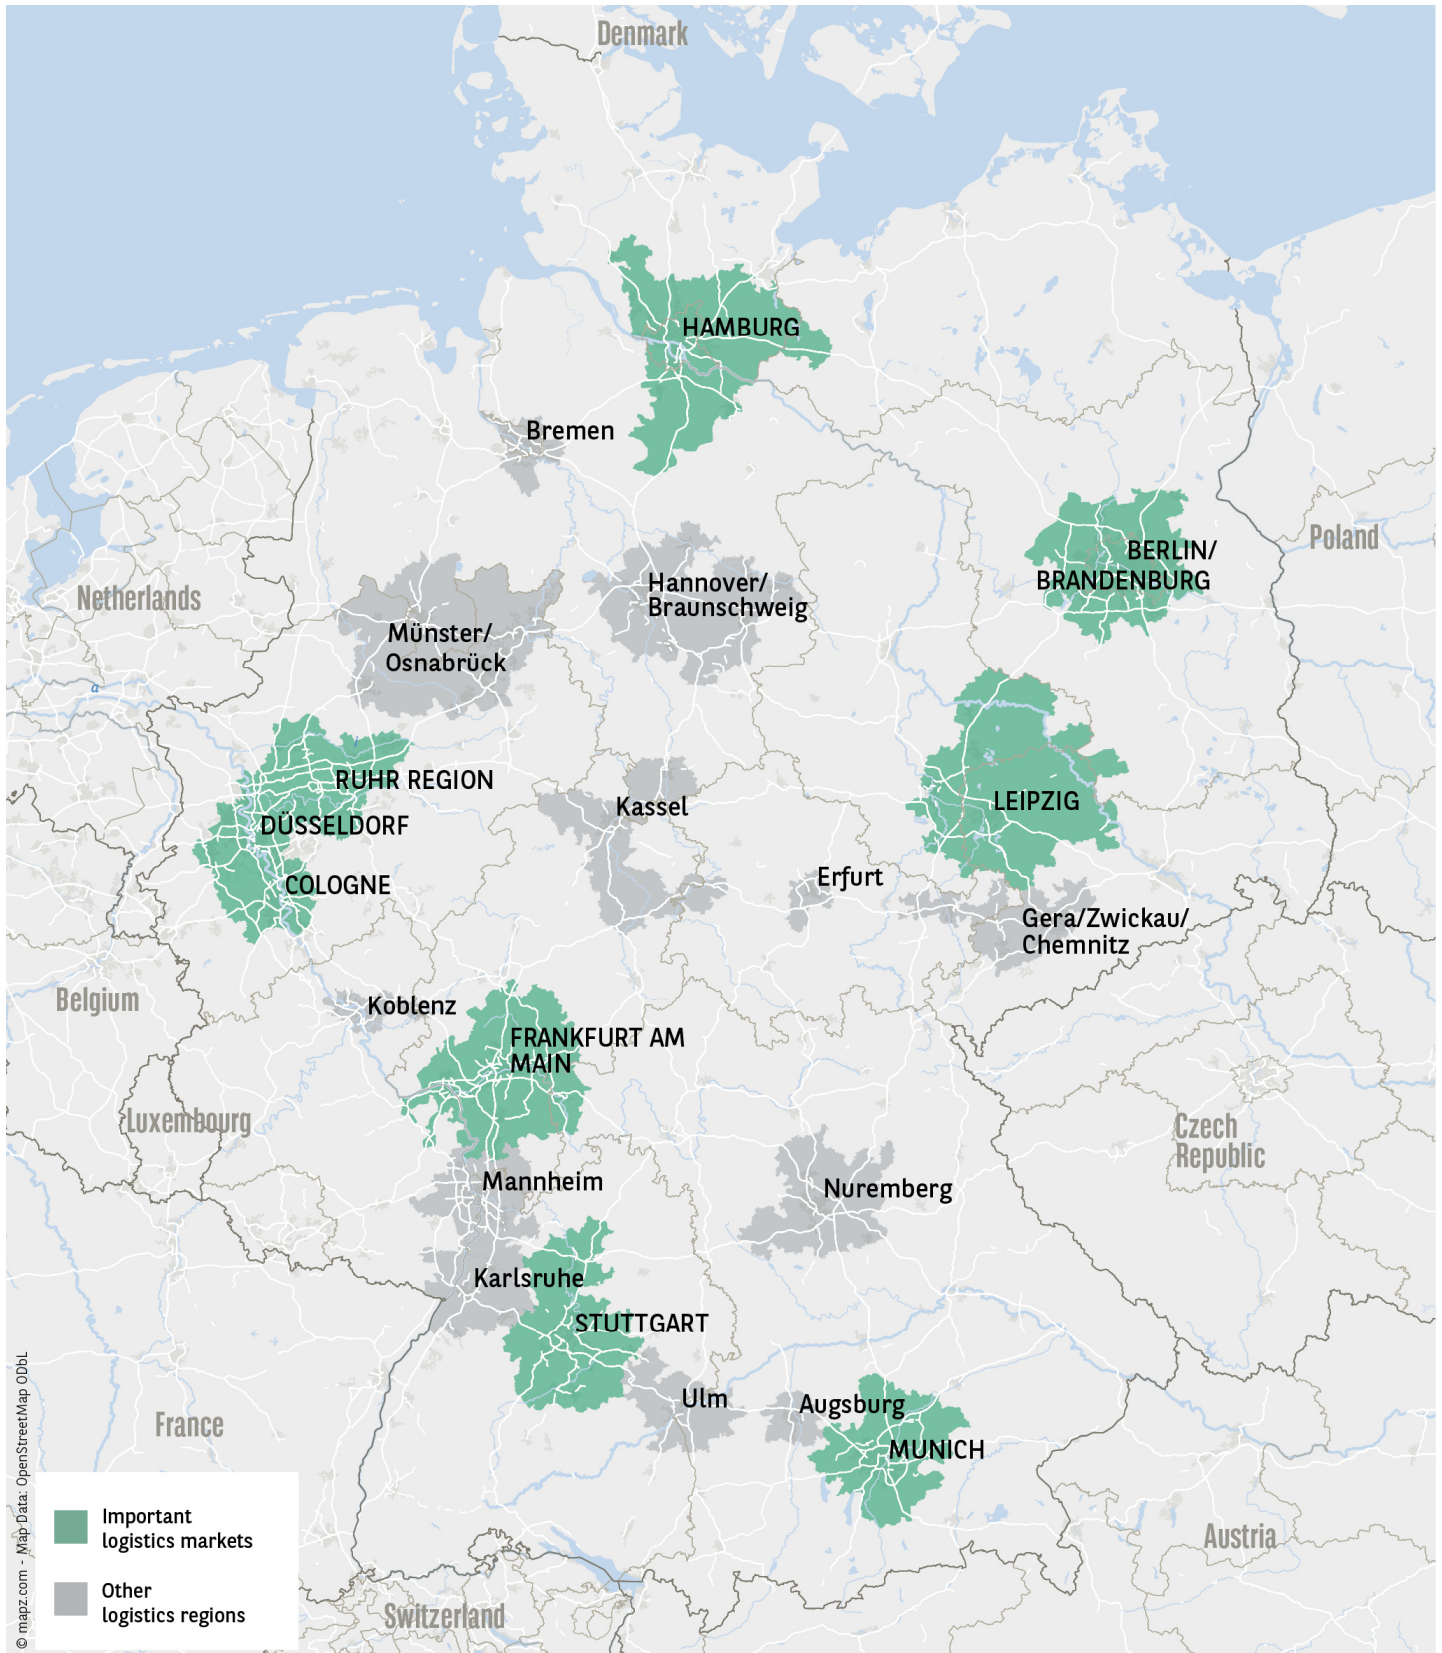 Denmark
HAMBURG
Bremen
Poland
BERLIN/
BRANDENBURG
Netherlands
Hannover/
Braunschweig
Münster/
Osnabrück
a
i
RUHR REGION
LEIPZIG
Kassel
DÜSSELDORF
COLOGNE
Erfurt
Gera/Zwickau/
Chemnitz
Belgium
Koblenz
FRANKFURT AM
MAIN
Luxembourg
Czech
Republic
Mannheim
Nuremberg
Karlsruhe
STUTTGART
Ulm
Augsburg
France
MUNICH
Austria
Switzerland
Important
logistics markets
Other
logistics regions
© mapz.com - Map Data: OpenStreetMap ODbL